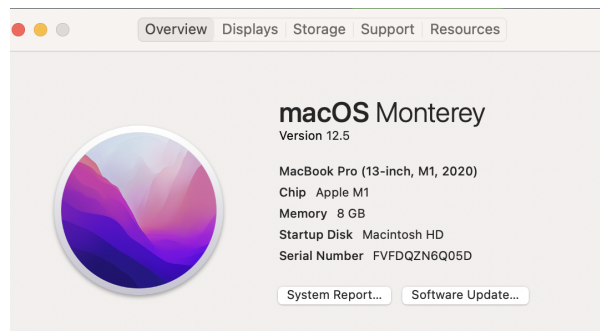 Overview Displays Storage Support Resources
macOS Monterey
Version 12.5
MacBook Pro (13-inch, M1, 2020)
Chip Apple M1
Memory 8 GB
Startup Disk Macintosh HD
Serial Number FVFDQZN6Q05D
System Report... Software Update...